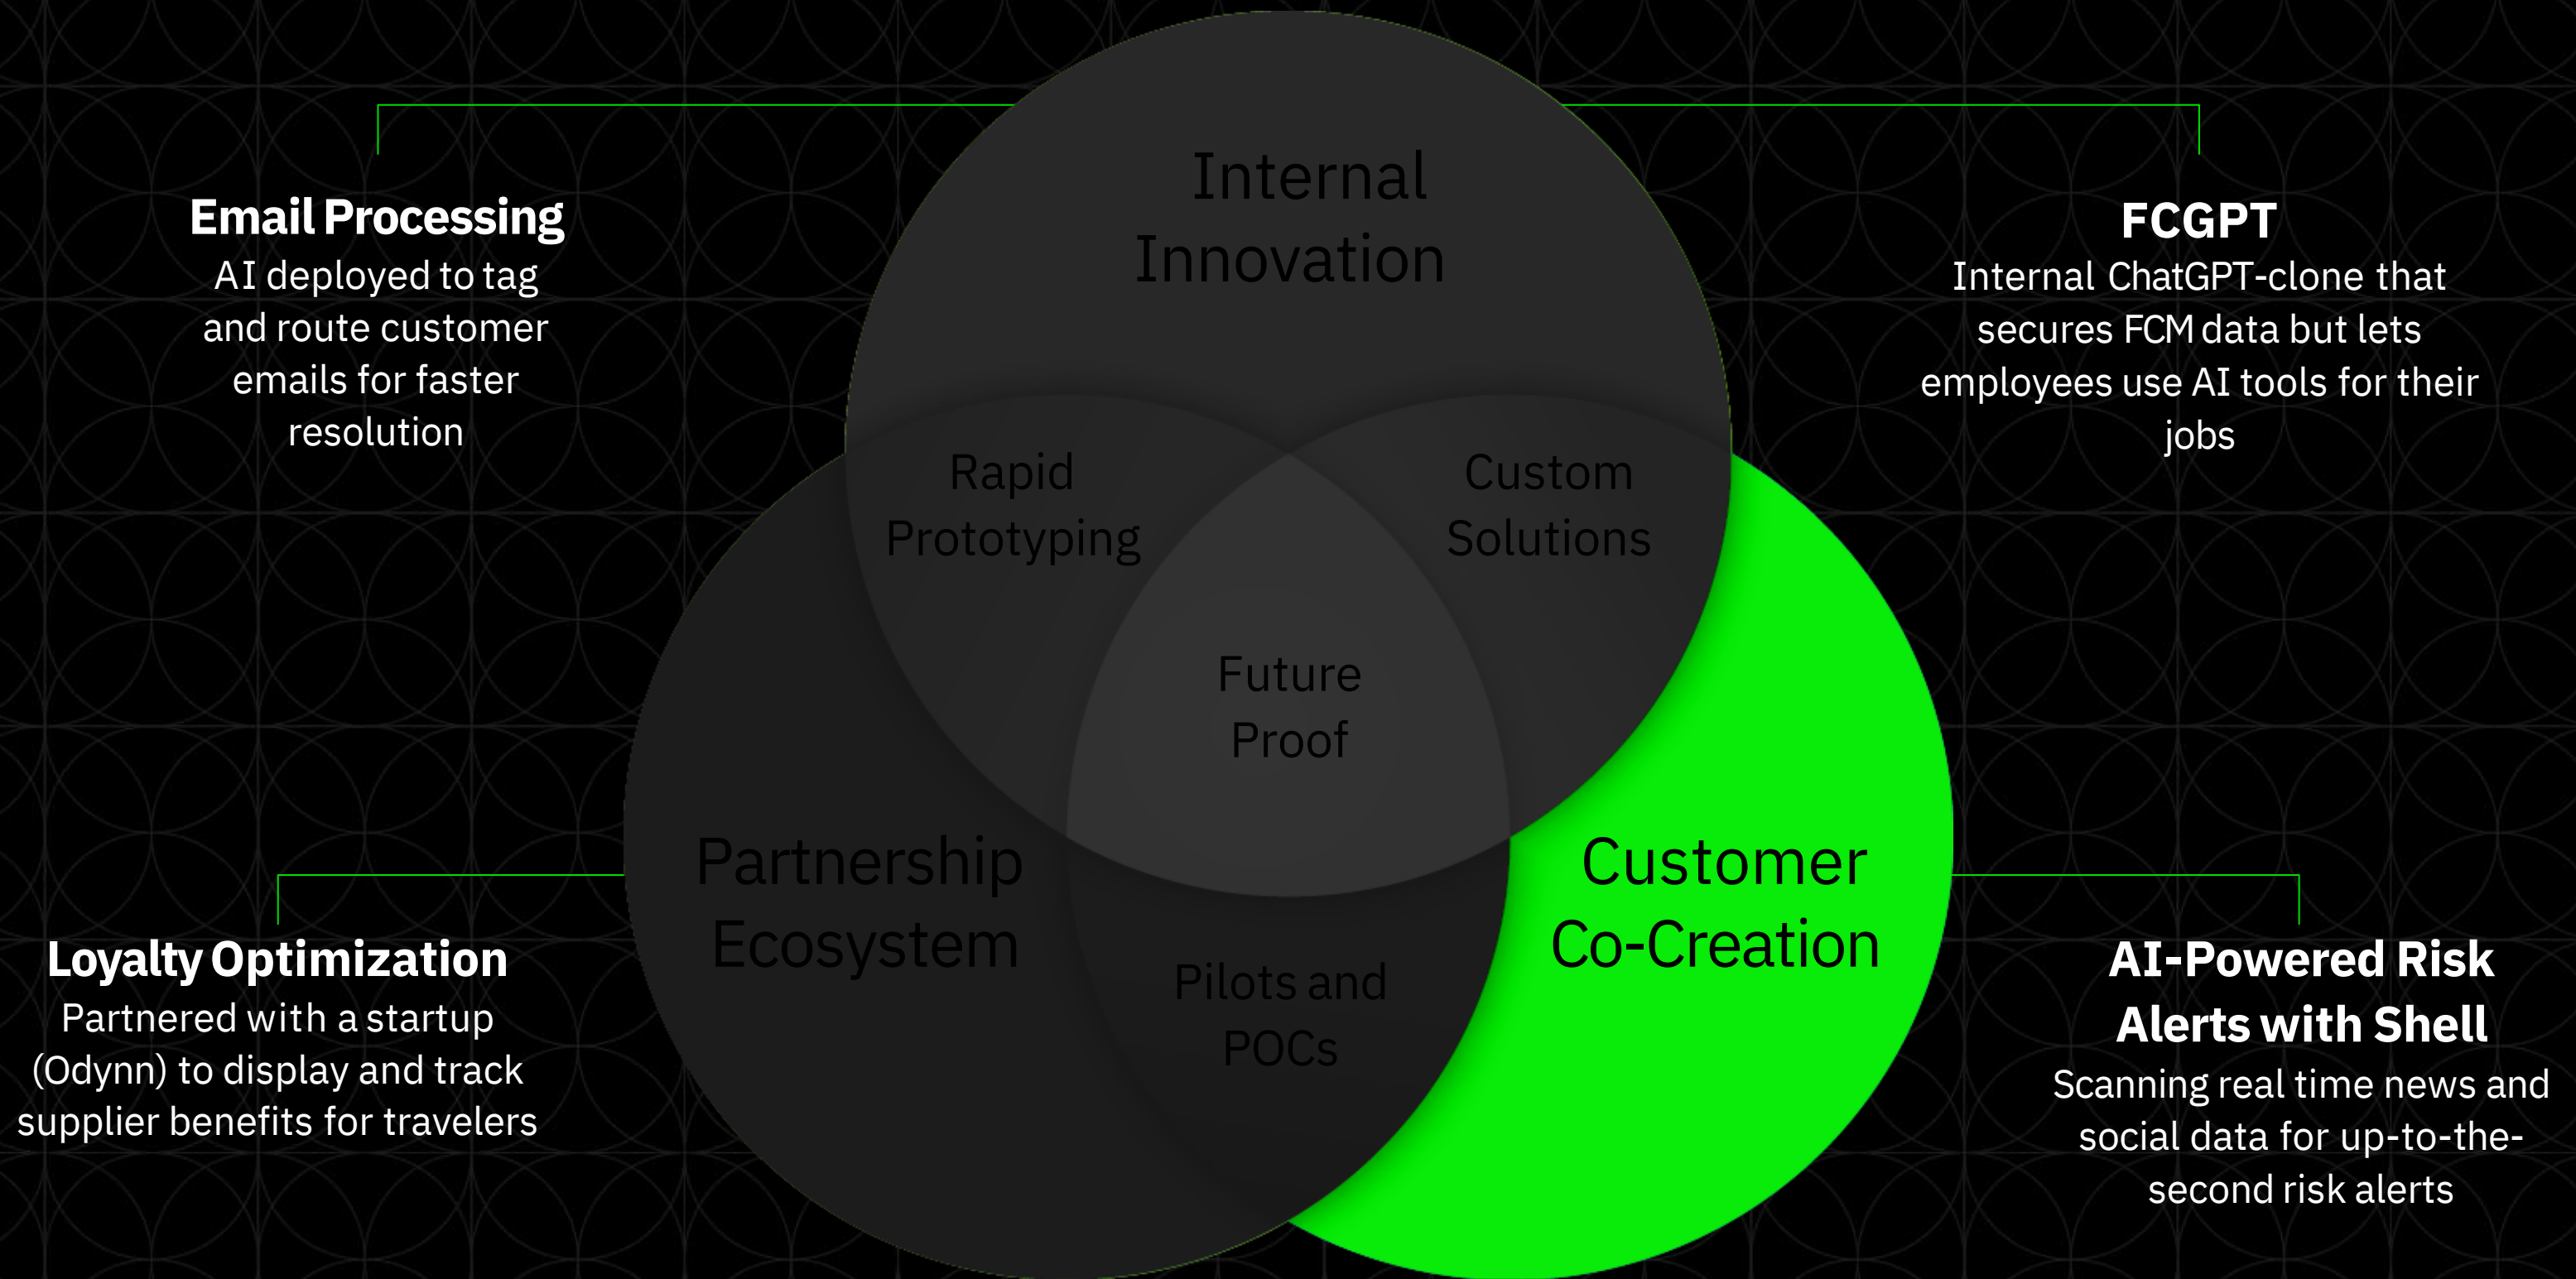 Internal
Innovation
Email Processing
AI deployed to tag
and route customer
emails for faster
resolution
FCGPT
Internal ChatGPT-clone that
secures FCM data but lets
employees use AI tools for their
jobs
Rapid
Prototyping
Custom
Solutions
Future
Proof
Partnership
Ecosystem
Customer
Co-Creation
Pilots and
POCs
Loyalty Optimization
Partnered with a startup
(Odynn) to display and track
supplier benefits for travelers
AI-Powered Risk
Alerts with Shell
Scanning real time news and
social data for up-to-the-
second risk alerts